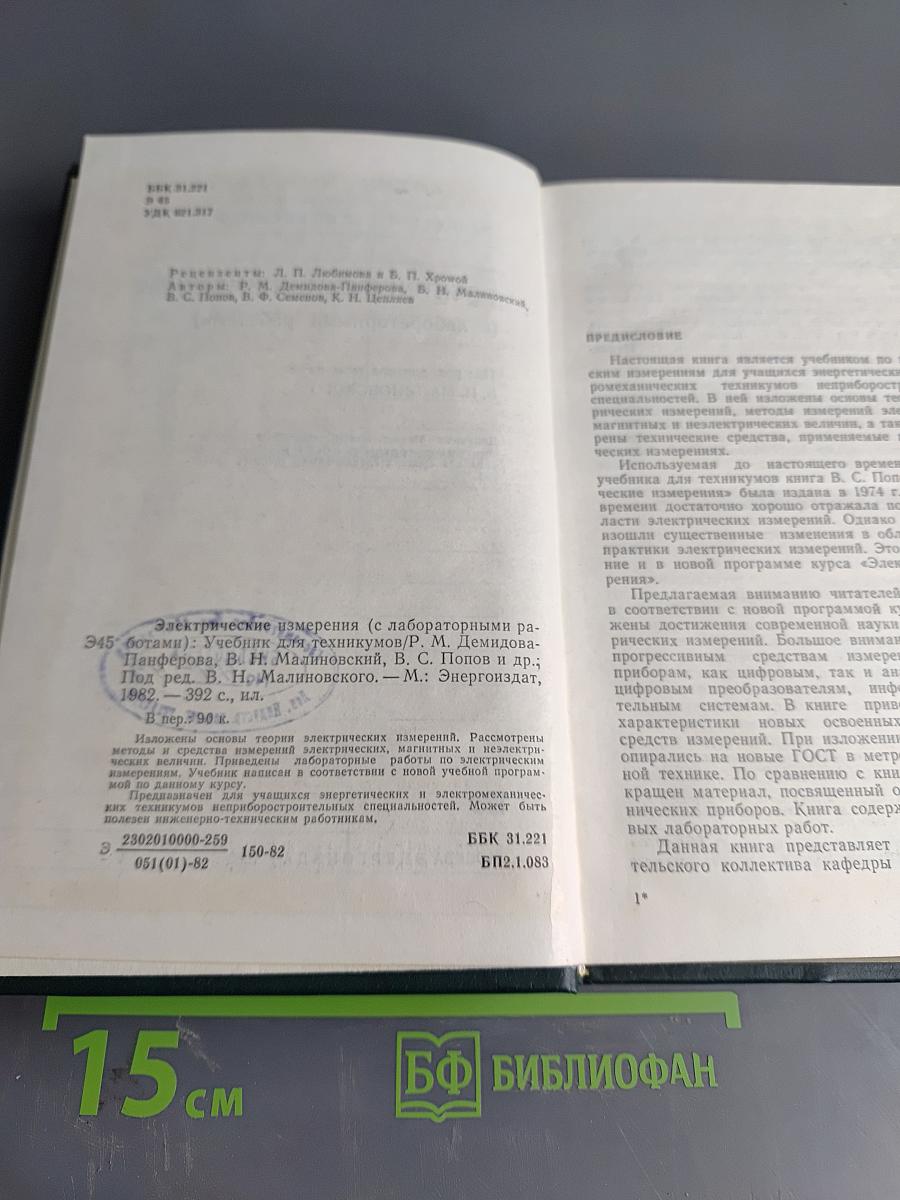 ББК 31.221
Э 45
УДК 621.317
Рецензенты: Л. П. Любимова и Б. П. Хромой
Авторы: Р. М. Демидова-Панферова, В. Н. Малиновский,
В. С. Попов, В. Ф. Семенов, К. Н. Цепляев
Электрические измерения (с лабораторными ра-
Э45 ботами): Учебник для техникумов/Р. М. Демидова-
Панферова, В. Н. Малиновский, В. С. Попов и др.;
Под ред. В. Н. Малиновского. — М.: Энергоиздат,
1982. — 392 с., ил.
В пер.: 90 к.
Изложены основы теории электрических измерений. Рассмотрены
методы и средства измерений электрических, магнитных и неэлектри-
ческих величин. Приведены лабораторные работы по электрическим
измерениям. Учебник написан в соответствии с новой учебной програм-
мой по данному курсу.
Предназначен для учащихся энергетических и электромеханичес-
ких техникумов неприборостроительных специальностей. Может быть
полезен инженерно-техническим работникам.
Э 2302010000-259
051(01)-82
150-82
ББК 31.221
6П2.1.083
ПРЕДИСЛОВИЕ
Настоящая книга является учебником по
ским измерениям для учащихся энергетически
ромеханических техникумов неприборостр
специальностей. В ней изложены основы те
рических измерений, методы измерений эле
магнитных и неэлектрических величин, а та
рены технические средства, применяемые
ческих измерениях.
Используемая до настоящего времен
учебника для техникумов книга В. С. Поп
ческие измерения» была издана в 1974 г.
времени достаточно хорошо отражала по
ласти электрических измерений. Однако
изошли существенные изменения в обл
практики электрических измерений. Это
ние и в новой программе курса «Элек
рения».
Предлагаемая вниманию читателей
в соответствии с новой программой ку
жены достижения современной науки
рических измерений. Большое вниман
прогрессивным средствам измерен
приборам, как цифровым, так и ан
цифровым преобразователям, инфо
тельным системам. В книге приве
характеристики новых освоенных
средств измерений. При изложении
опирались на новые ГОСТ в метро
ной технике. По сравнению с кни
кращен материал, посвященный о
нических приборов. Книга содерж
вых лабораторных работ.
Данная книга представляет
тельского коллектива кафедры
1*
15 см
БФ БИБЛИОФАН